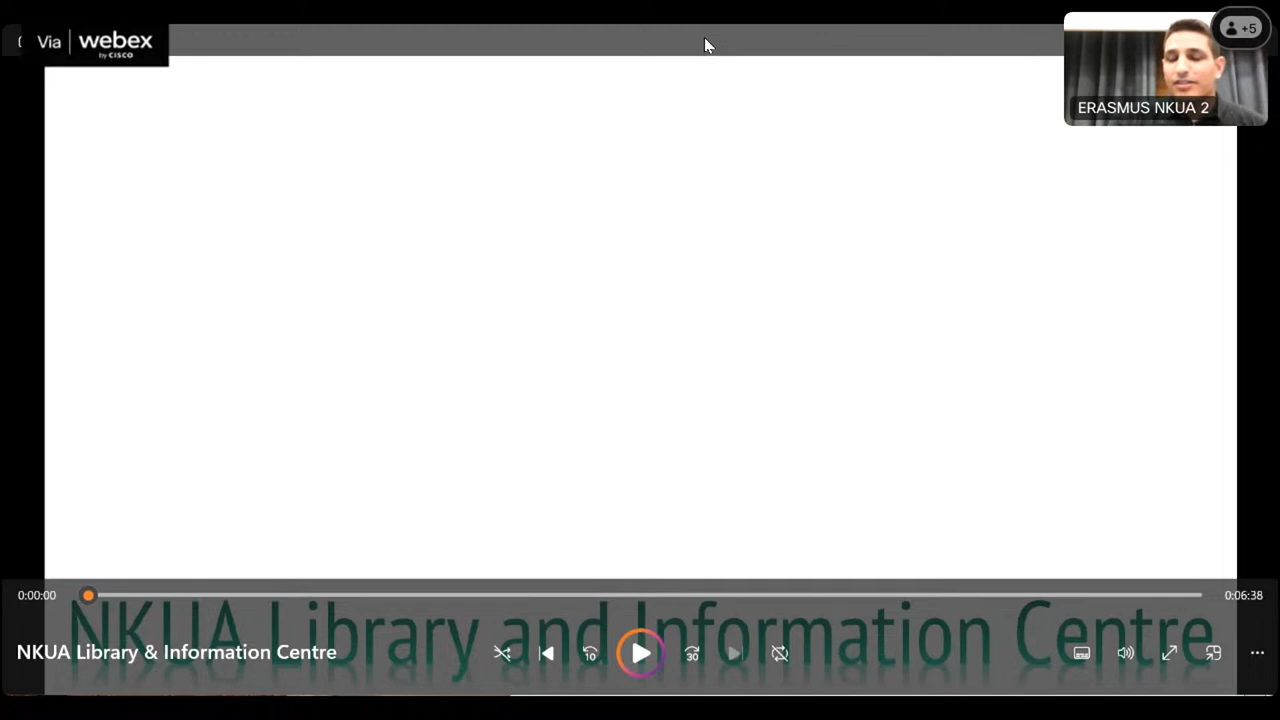 Via webex
by CISCO
+5
ERASMUS NKUA 2
0:00:00
0:06:38
NKUA Library and Information Centre
NKUA Library & Information Centre
10
30